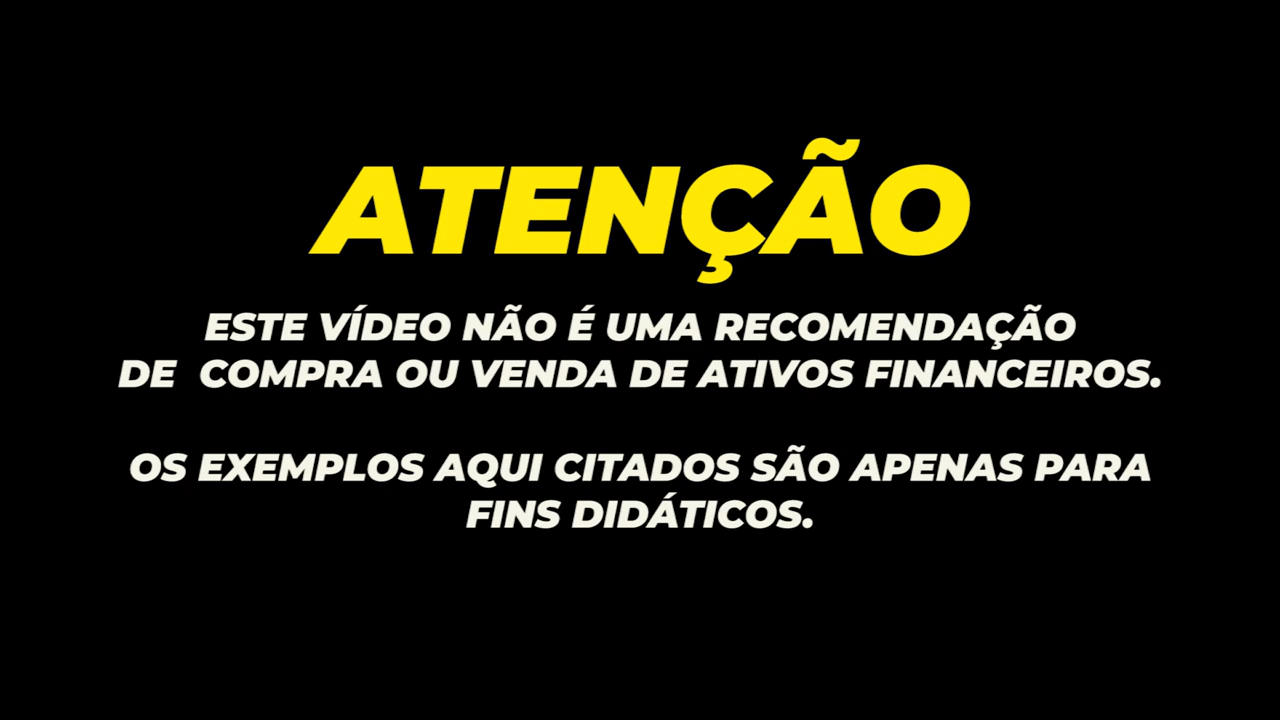 ATENÇÃO
ESTE VÍDEO NÃO É UMA RECOMENDAÇÃO
DE  COMPRA OU VENDA DE ATIVOS FINANCEIROS.
OS EXEMPLOS AQUI CITADOS SÃO APENAS PARA
FINS DIDÁTICOS.